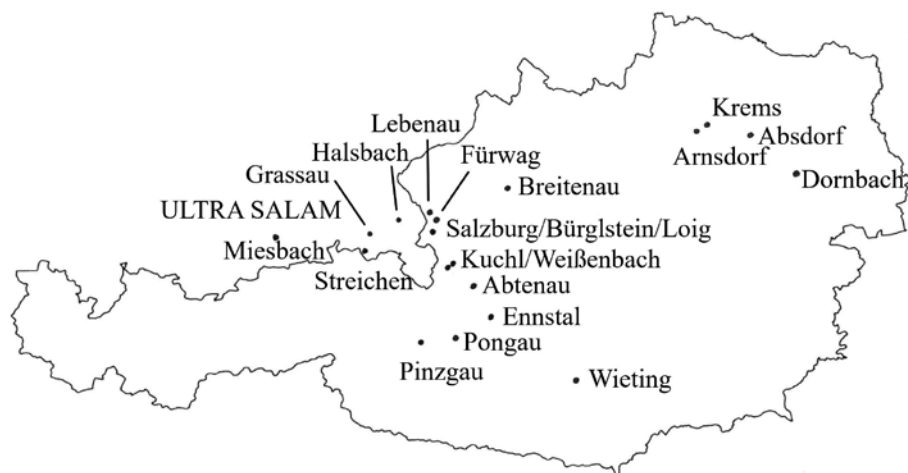 Krems
Lebenau
Absdorf
Halsbach
Fürwag
Arnsdorf
Grassau
Dornbach
Breitenau
ULTRA SALAM
Salzburg/Bürglstein/Loig
Miesbach
Kuchl/Weißenbach
Streichen
Abtenau
Ennstal
Pongau
Pinzgau
Wieting